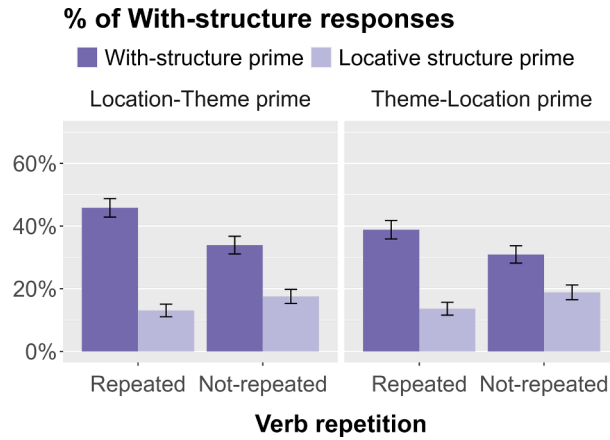 % of With-structure responses
With-structure prime Locative structure prime
Location-Theme prime Theme-Location prime
60%
40%
20%
0%
Repeated Not-repeated Repeated Not-repeated
Verb repetition